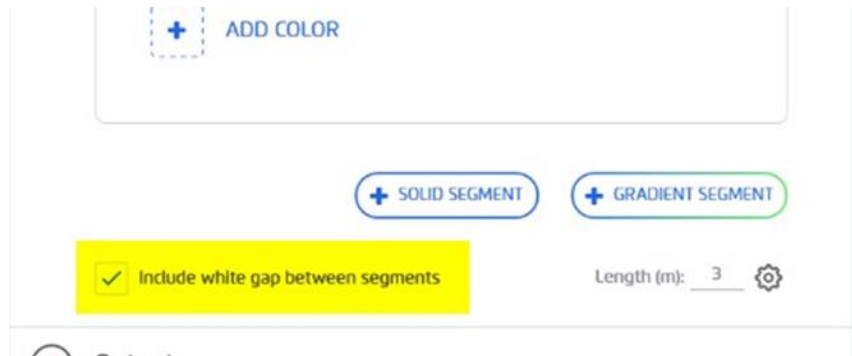 + ADD COLOR
+ SOLID SEGMENT
+ GRADIENT SEGMENT
Include white gap between segments
Length (m): 3